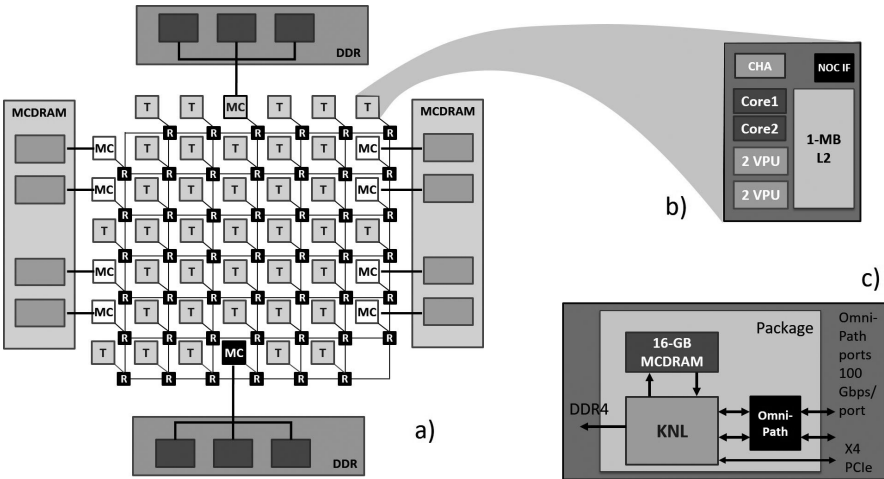 DDR
MCDRAM
T T MC T T T
R R R R R R
MC T T T T T MC
R R R R R R R
MC T T T T T MC
R R R R R R R
T T T T T T T
R R R R R R R
MC T T T T T MC
R R R R R R R
MC T T T T T MC
R R R R R R R
T T T MC T T
R R R R R R
MCDRAM
DDR
a)
CHA
NOC IF
Core1
Core2
2 VPU
2 VPU
1-MB
L2
b)
c)
Package
16-GB
MCDRAM
DDR4
KNL
Omni-
Path
Omni-
Path
ports
100
Gbps/
port
X4
PCIe